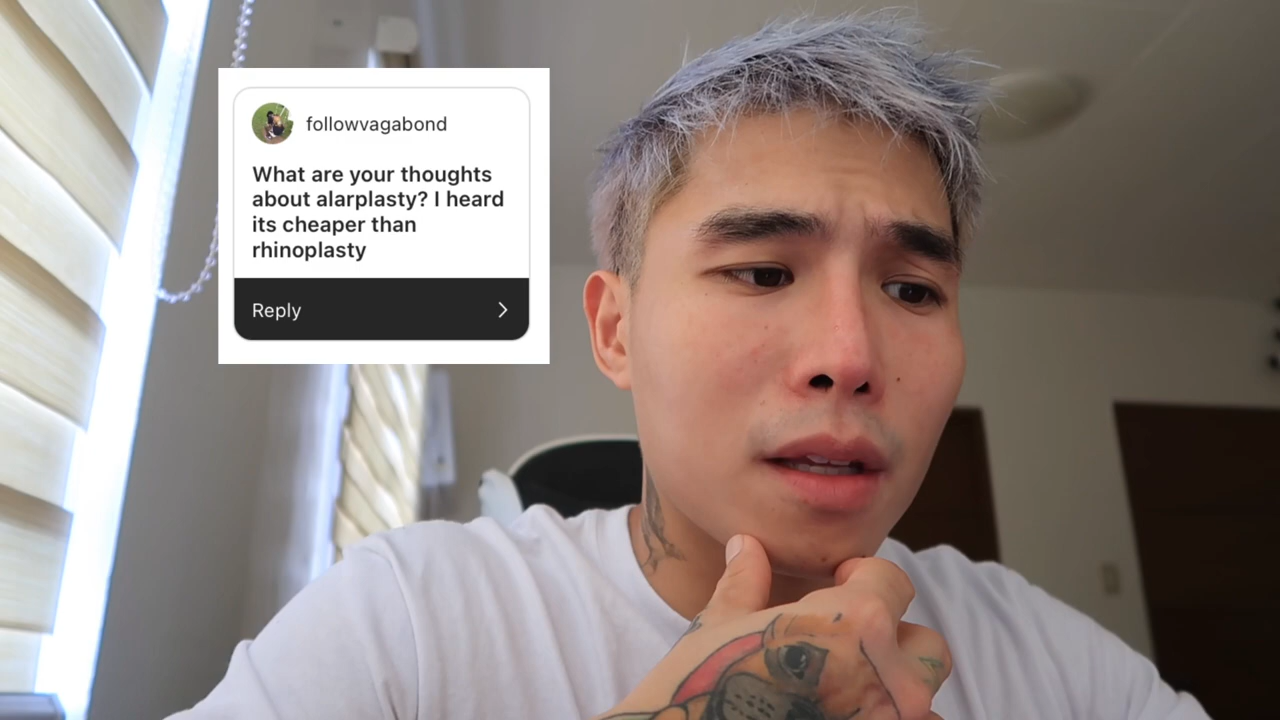 followvagabond
What are your thoughts
about alarplasty? I heard
its cheaper than
rhinoplasty
Reply